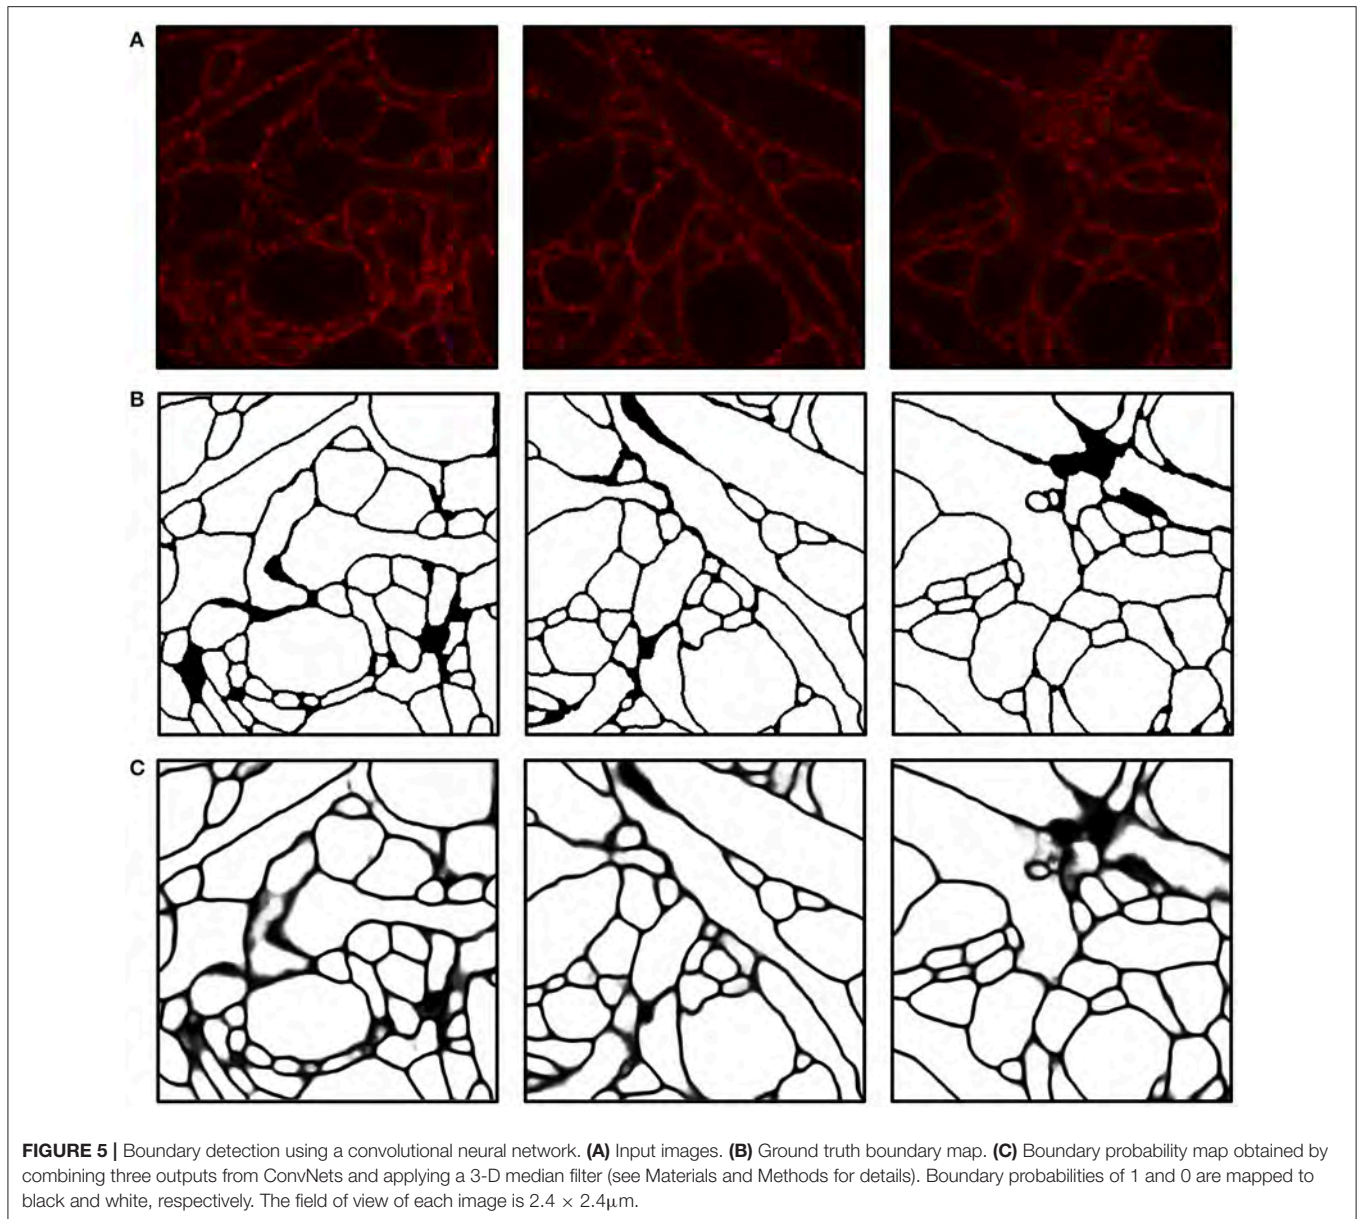 A
B
C
FIGURE 5 | Boundary detection using a convolutional neural network. (A) Input images. (B) Ground truth boundary map. (C) Boundary probability map obtained by
combining three outputs from ConvNets and applying a 3-D median filter (see Materials and Methods for details). Boundary probabilities of 1 and 0 are mapped to
black and white, respectively. The field of view of each image is 2.4 × 2.4μm.